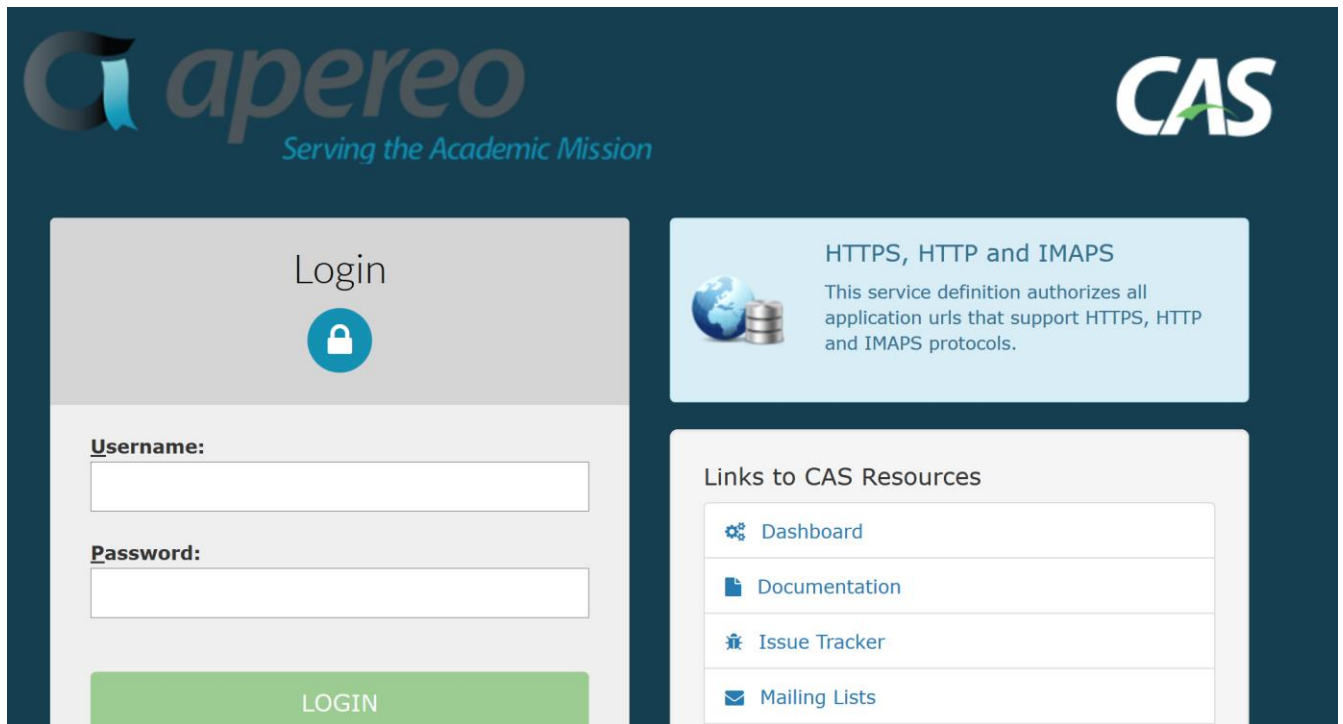 apereo
Serving the Academic Mission
CAS
Login
Username:
Password:
LOGIN
HTTPS, HTTP and IMAPS
This service definition authorizes all
application urls that support HTTPS, HTTP
and IMAPS protocols.
Links to CAS Resources
Dashboard
Documentation
Issue Tracker
Mailing Lists